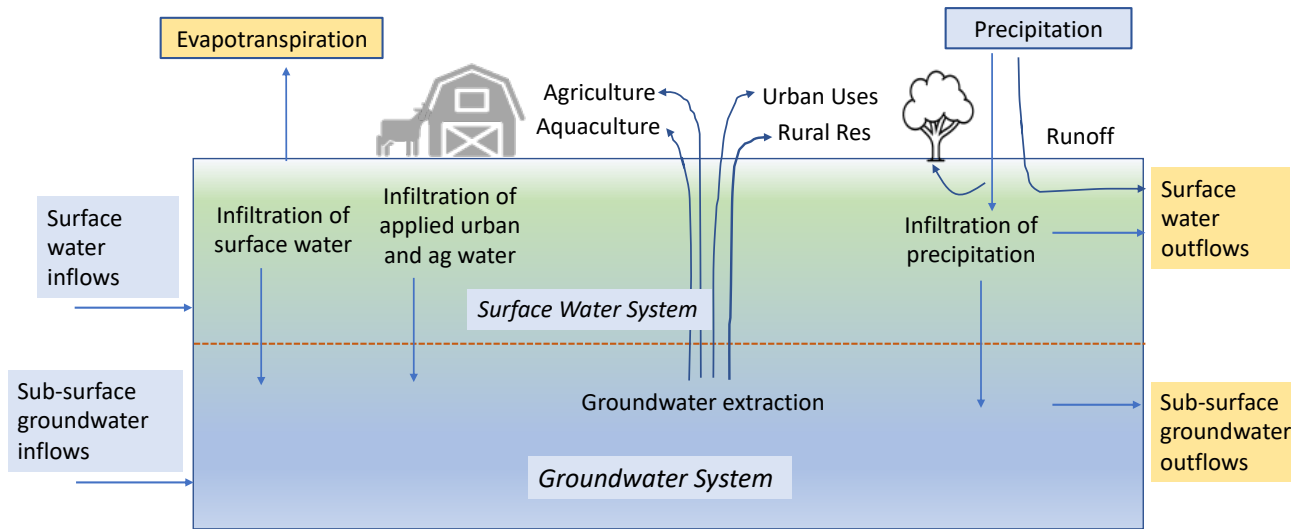 Evapotranspiration
Precipitation
Agriculture
Aquaculture
Urban Uses
Rural Res
Runoff
Surface
water
inflows
Infiltration of
surface water
Infiltration of
applied urban
and ag water
Infiltration of
precipitation
Surface
water
outflows
Surface Water System
Sub-surface
groundwater
inflows
Groundwater extraction
Sub-surface
groundwater
outflows
Groundwater System